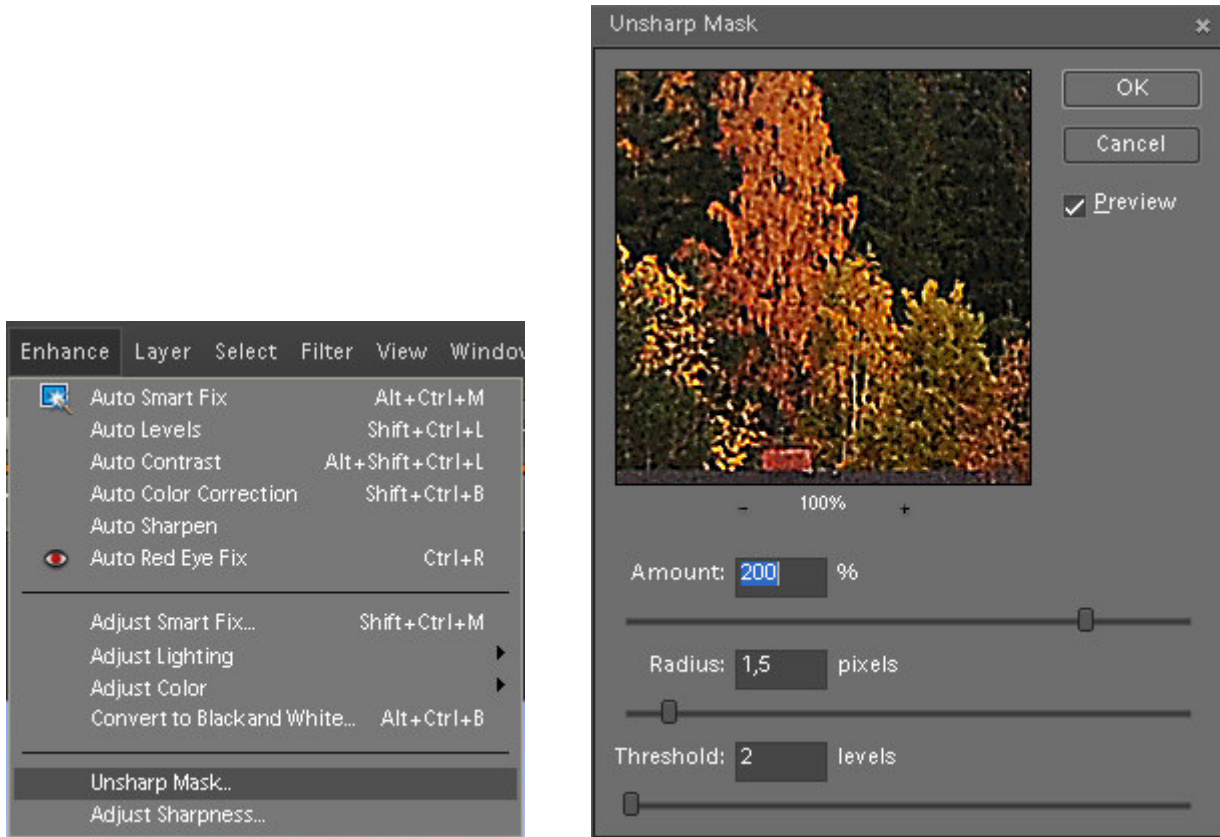 Enhance Layer Select Filter View Window
Auto Smart Fix Alt+Ctrl+M
Auto Levels Shift+Ctrl+L
Auto Contrast Alt+Shift+Ctrl+L
Auto Color Correction Shift+Ctrl+B
Auto Sharpen
Auto Red Eye Fix Ctrl+R
Adjust Smart Fix... Shift+Ctrl+M
Adjust Lighting
Adjust Color
Convert to Black and White... Alt+Ctrl+B
Unsharp Mask...
Adjust Sharpness...
Unsharp Mask
OK
Cancel
Preview
- 100% +
Amount: 200 %
Radius: 1,5 pixels
Threshold: 2 levels